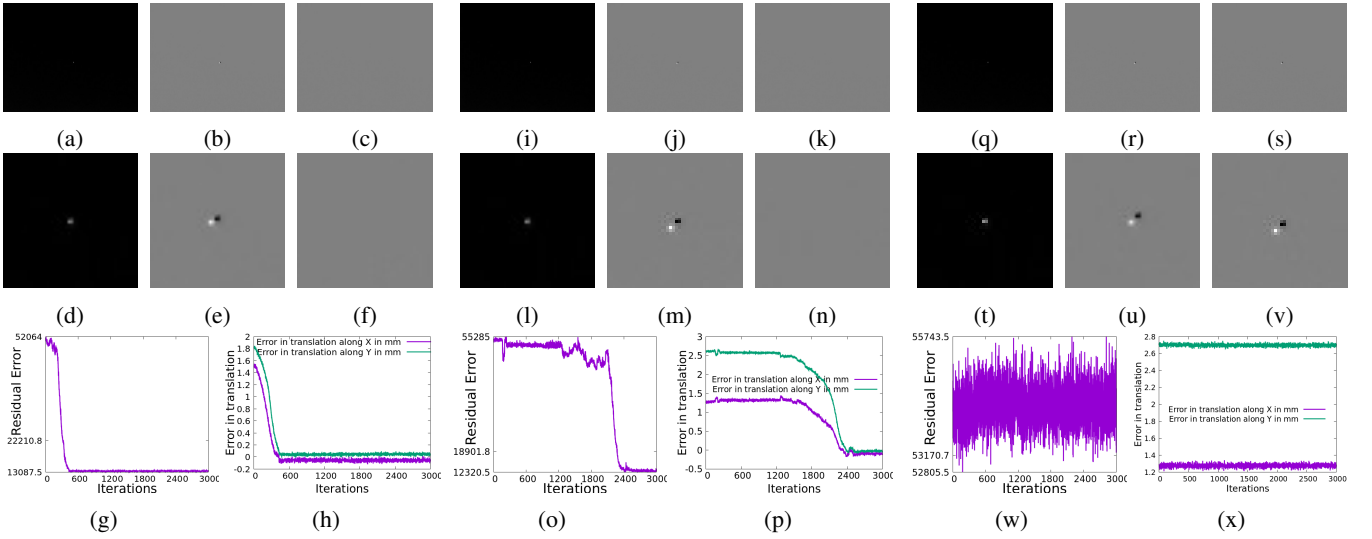 (a) (b) (c) (i) (j) (k) (q) (r) (s)
(d) (e) (f) (l) (m) (n) (t) (u) (v)
52064
22210.8
13087.5
Residual Error
0 600 1200 1800 2400 3000
Iterations
(g)
2
1.8
1.6
1.4
1.2
1
0.8
0.6
0.4
0.2
0
-0.2
Error in translation
Error in translation along X in mm
Error in translation along Y in mm
0 600 1200 1800 2400 3000
Iterations
(h)
55285
18901.8
12320.5
Residual Error
0 600 1200 1800 2400 3000
Iterations
(o)
3
2.5
2
1.5
1
0.5
0
-0.5
Error in translation
Error in translation along X in mm
Error in translation along Y in mm
0 600 1200 1800 2400 3000
Iterations
(p)
55743.5
53170.7
52805.5
Residual Error
0 600 1200 1800 2400 3000
Iterations
(w)
2.8
2.6
2.4
2.2
2
1.8
1.6
1.4
1.2
Error in translation
Error in translation along X in mm
Error in translation along Y in mm
0 500 1000 1500 2000 2500 3000
Iterations
(x)